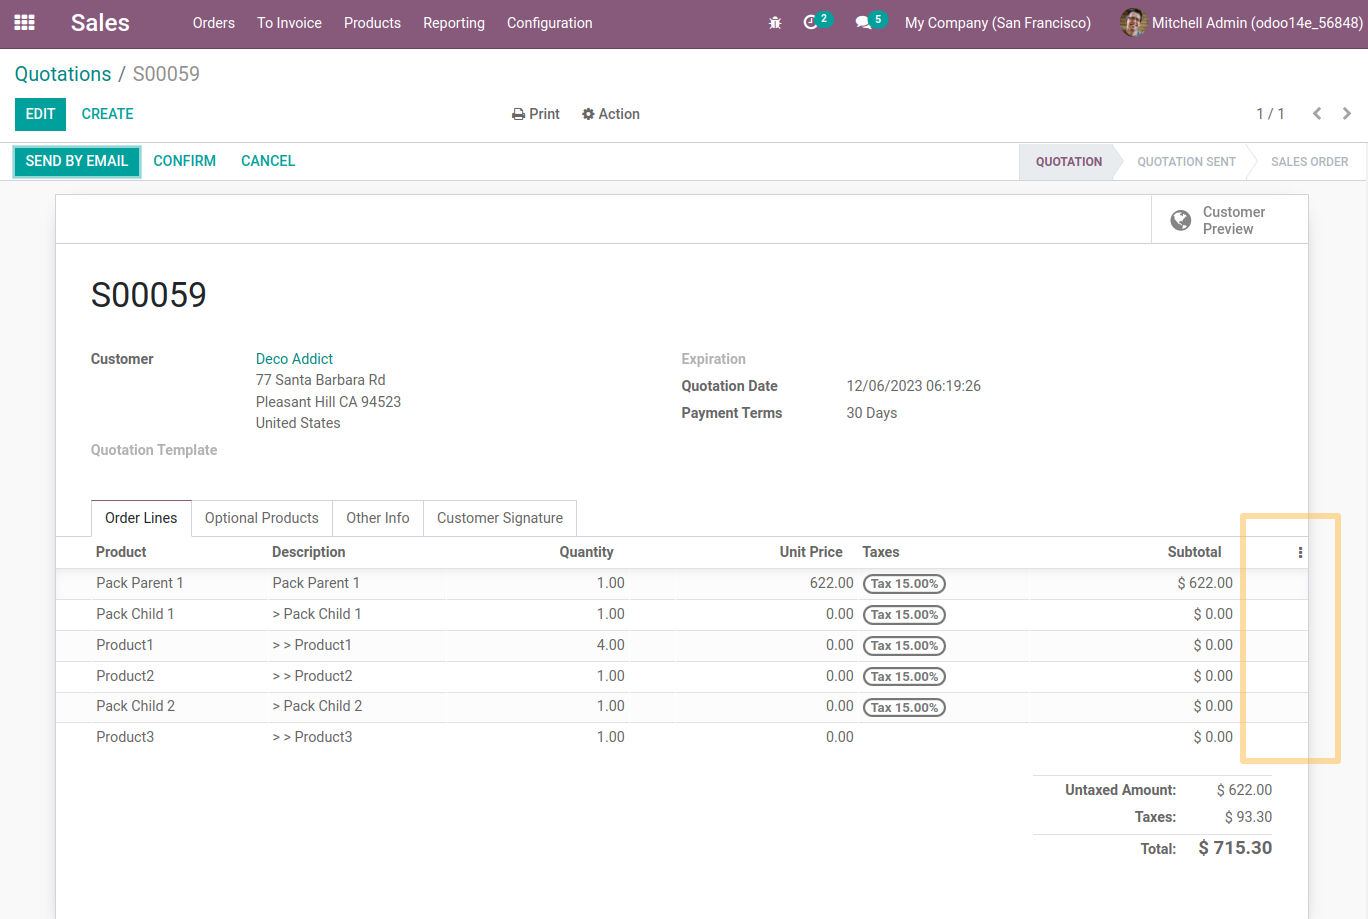 Sales Orders To Invoice Products Reporting Configuration 2 5 My Company (San Francisco) Mitchell Admin (odoo14e_56848)
Quotations / S00059
EDIT CREATE Print Action 1 / 1
SEND BY EMAIL CONFIRM CANCEL QUOTATION QUOTATION SENT SALES ORDER
Customer
Preview
S00059
Customer Deco Addict Expiration
77 Santa Barbara Rd Quotation Date 12/06/2023 06:19:26
Pleasant Hill CA 94523 Payment Terms 30 Days
United States
Quotation Template
Order Lines Optional Products Other Info Customer Signature
Product Description Quantity Unit Price Taxes Subtotal
Pack Parent 1 Pack Parent 1 1.00 622.00 Tax 15.00% $ 622.00
Pack Child 1 > Pack Child 1 1.00 0.00 Tax 15.00% $ 0.00
Product1 > > Product1 4.00 0.00 Tax 15.00% $ 0.00
Product2 > > Product2 1.00 0.00 Tax 15.00% $ 0.00
Pack Child 2 > Pack Child 2 1.00 0.00 Tax 15.00% $ 0.00
Product3 > > Product3 1.00 0.00 $ 0.00
Untaxed Amount: $ 622.00
Taxes: $ 93.30
Total: $ 715.30